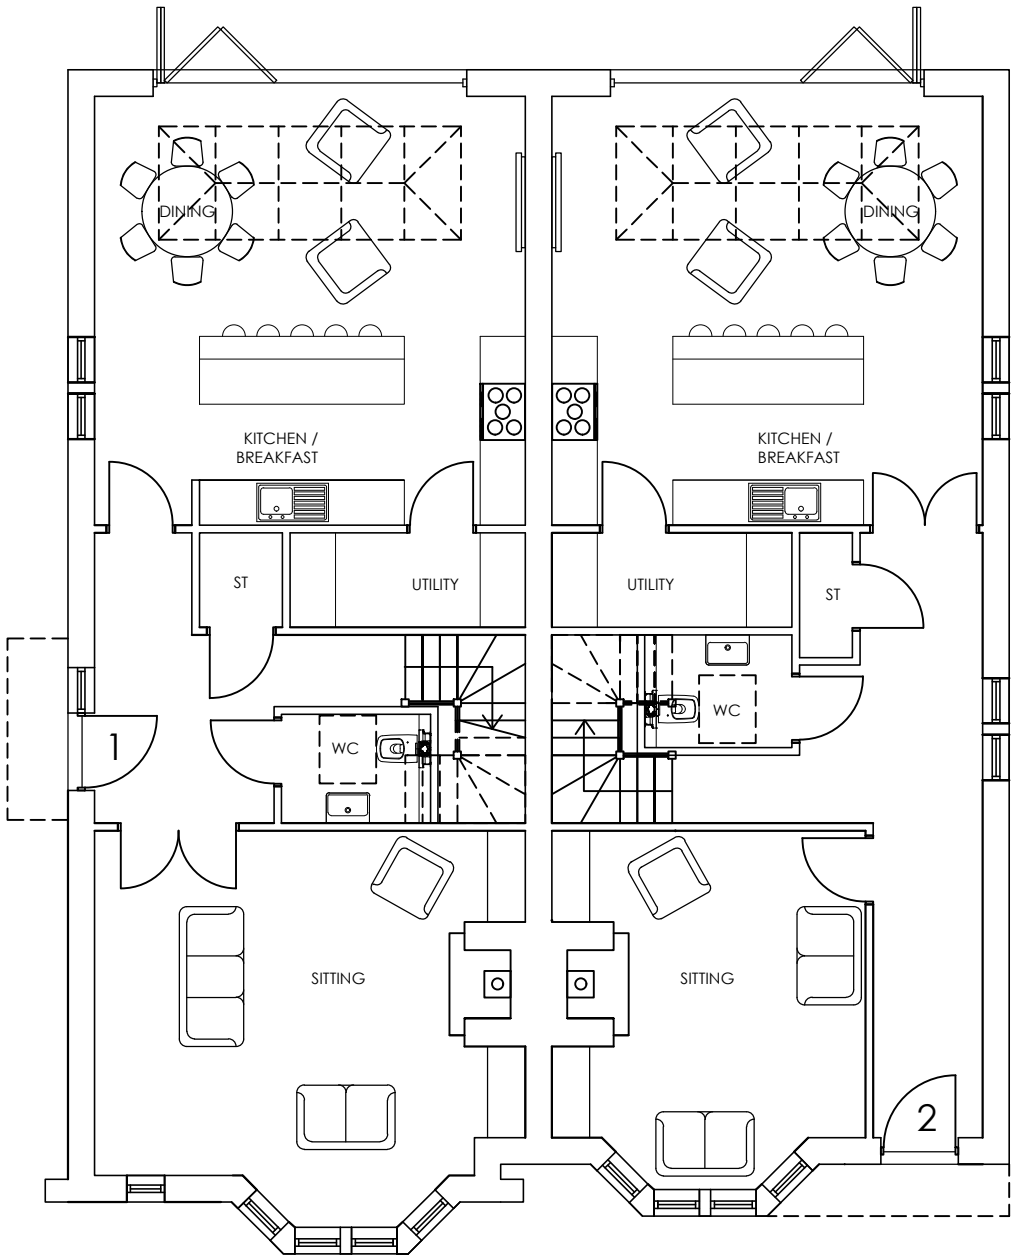 DINING
DINING
KITCHEN /
BREAKFAST
KITCHEN /
BREAKFAST
ST
UTILITY
UTILITY
ST
WC
1
WC
SITTING
SITTING
2